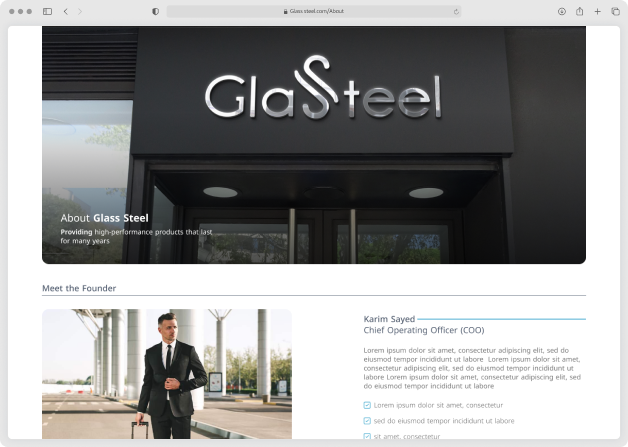 Glass.steel.com/About
GlaSteel
About Glass Steel
Providing high-performance products that last
for many years
Meet the Founder
Karim Sayed
Chief Operating Officer (COO)
Lorem ipsum dolor sit amet, consectetur adipiscing elit, sed do
eiusmod tempor incididunt ut labore Lorem ipsum dolor sit amet,
consectetur adipiscing elit, sed do eiusmod tempor incididunt ut
labore Lorem ipsum dolor sit amet, consectetur adipiscing elit, sed
do eiusmod tempor incididunt ut labore
Lorem ipsum dolor sit amet, consectetur
sed do eiusmod tempor incididunt ut labore
sit amet, consectetur